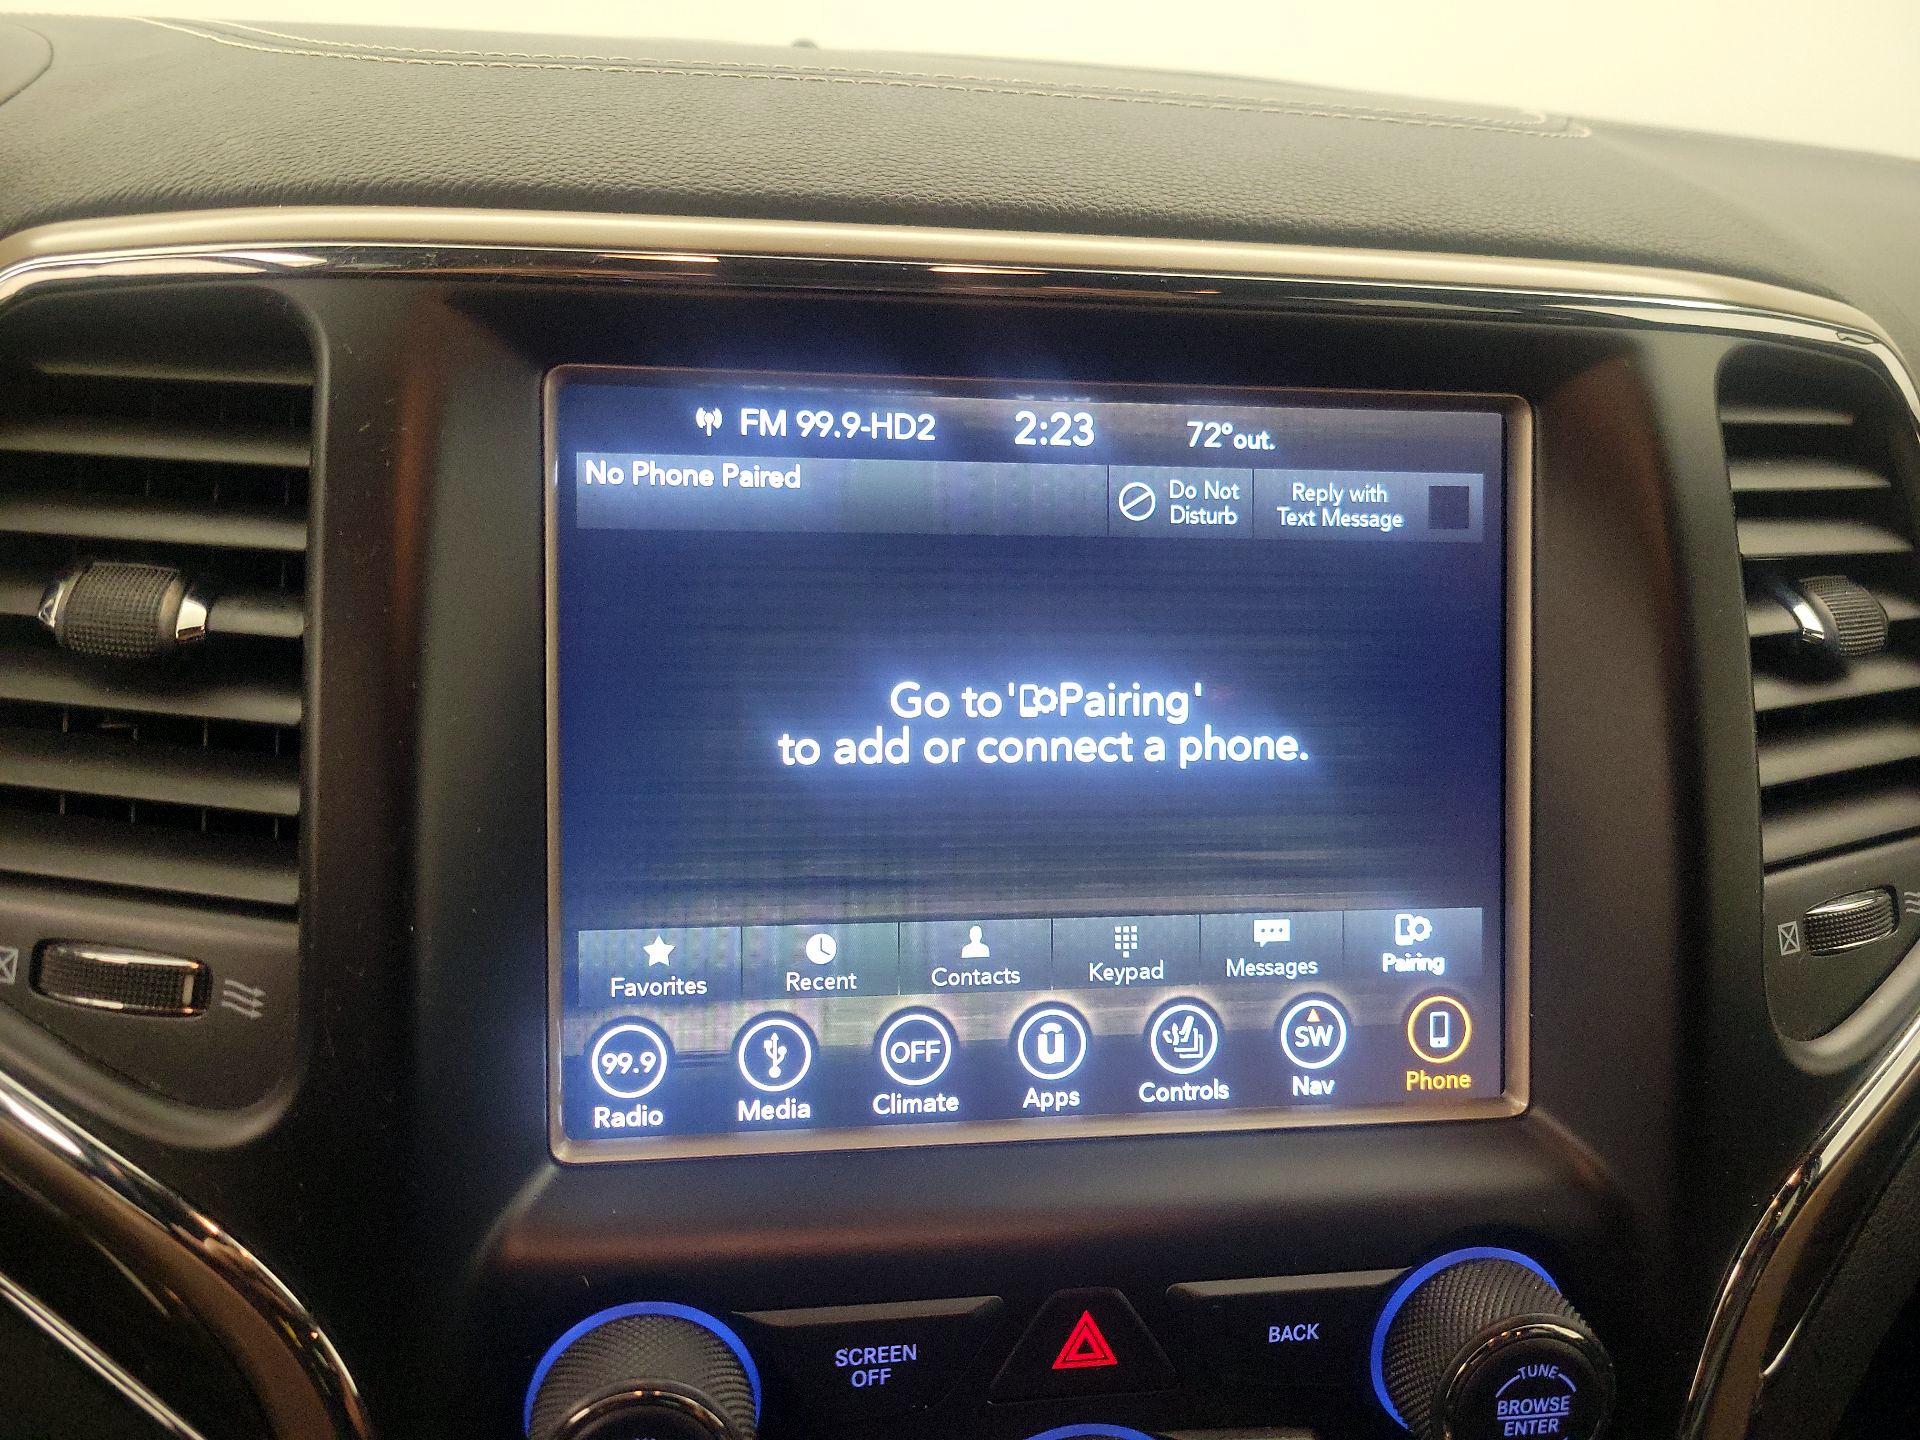 FM 99.9-HD2 2:23 72°out.
No Phone Paired
Do Not
Disturb
Reply with
Text Message
Go to 'Pairing'
to add or connect a phone.
Favorites Recent Contacts Keypad Messages Pairing
99.9 OFF u SW
Radio Media Climate Apps Controls Nav Phone
SCREEN
OFF
BACK
TUNE
BROWSE
ENTER